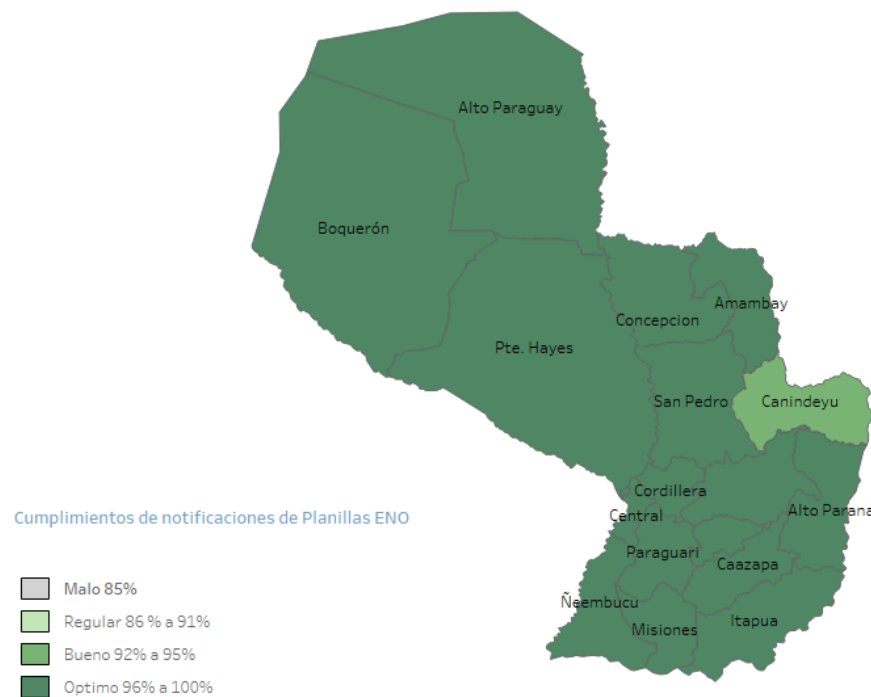 Alto Paraguay
Boquerón
Amambay
Concepcion
Pte. Hayes
San Pedro
Canindeyu
Cordillera
Central
Alto Parana
Paraguari
Caazapa
Ñeembucu
Itapua
Misiones
Cumplimientos de notificaciones de Planillas ENO
Malo 85%
Regular 86 % a 91%
Bueno 92% a 95%
Optimo 96% a 100%